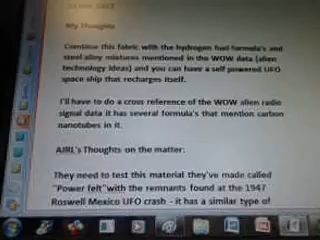 My Thoughts
Combine this fabric with the hydrogen fuel formula's and
steel alloy mixtures mentioned in the WOW data (alien
technology ideas) and you can have a self powered UFO
space ship that recharges itself.
I'll have to do a cross reference of the WOW alien radio
signal data it has several formula's that mention carbon
nanotubes in it.
AJRL's Thoughts on the matter:
They need to test this material they've made called
"Power felt"with the remnants found at the 1947
Roswell Mexico UFO crash - it has a similar type of